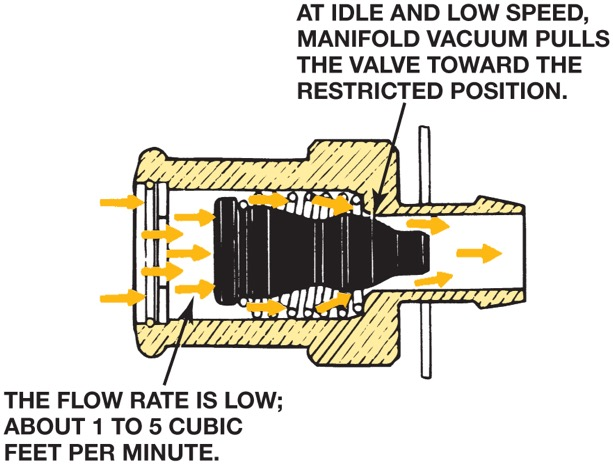 AT IDLE AND LOW SPEED,
MANIFOLD VACUUM PULLS
THE VALVE TOWARD THE
RESTRICTED POSITION.
THE FLOW RATE IS LOW;
ABOUT 1 TO 5 CUBIC
FEET PER MINUTE.